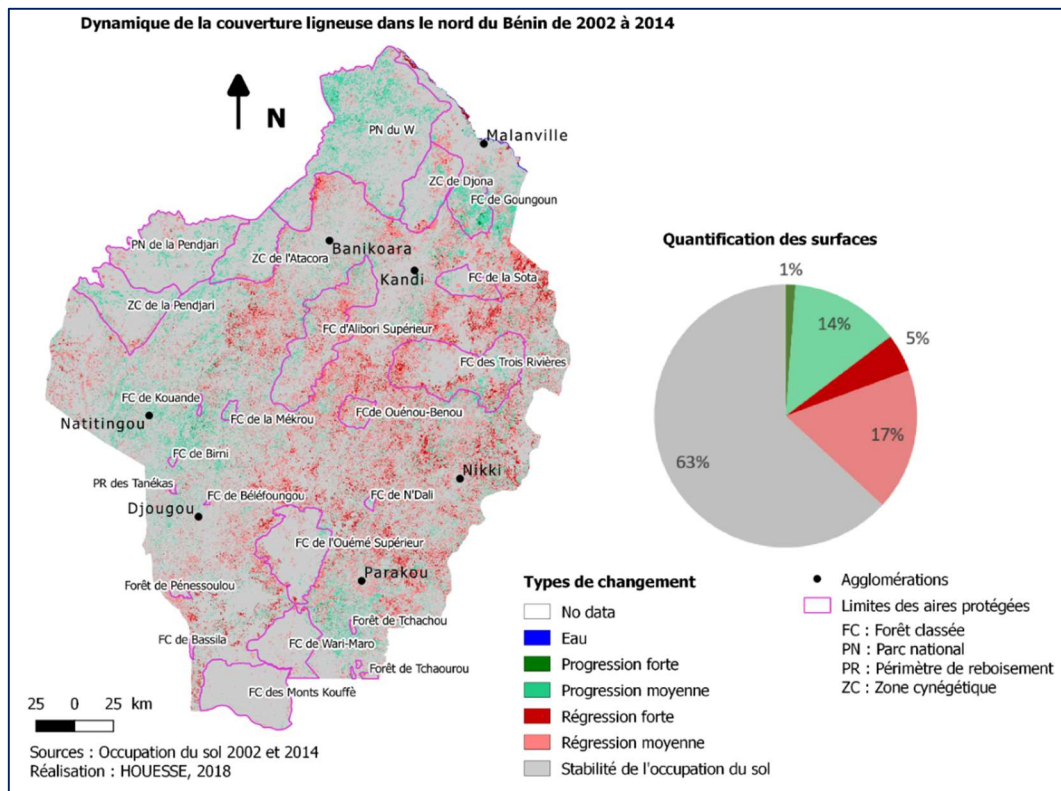 Dynamique de la couverture ligneuse dans le nord du Bénin de 2002 à 2014
N
PN du W
Malanville
ZC de Djona
FC de Goungoun
PN de la Pendjari
ZC de l'Atacora
Banikoara
Kandi
FC de la Sota
ZC de la Pendjari
FC d'Alibori Supérieur
FC des Trois Rivières
FC de Kouande
FC de la Mékrou
FCde Ouénou-Benou
Natitingou
FC de Birni
Nikki
PR des Tanékas
FC de Béléfoungou
FC de N'Dali
Djougou
FC de l'Ouémé Supérieur
Parakou
Forêt de Pénessoulou
Forêt de Tchachou
FC de Bassila
FC de Wari-Maro
Forêt de Tchaourou
FC des Monts Kouffè
25 0 25 km
Sources : Occupation du sol 2002 et 2014
Réalisation : HOUESSE, 2018
Quantification des surfaces
1%
14%
5%
17%
63%
Types de changement
No data
Eau
Progression forte
Progression moyenne
Régression forte
Régression moyenne
Stabilité de l'occupation du sol
Agglomérations
Limites des aires protégées
FC : Forêt classée
PN : Parc national
PR : Périmètre de reboisement
ZC : Zone cynégétique